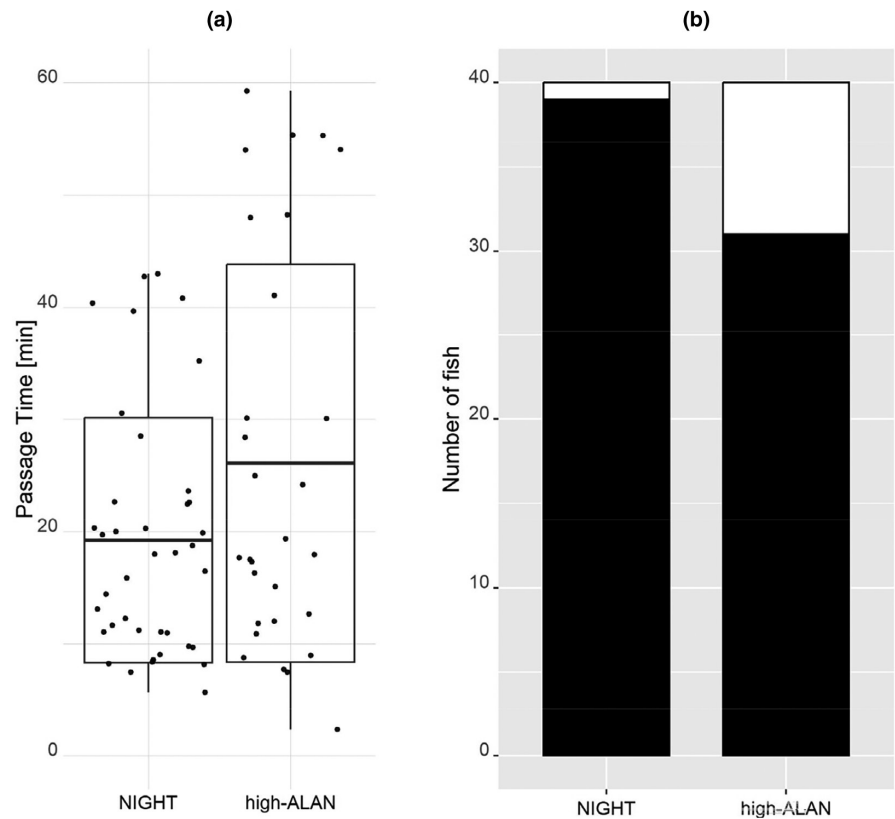 (a)
(b)
Passage Time [min]
60
40
20
0
NIGHT
high-ALAN
Number of fish
40
30
20
10
0
NIGHT
high-ALAN